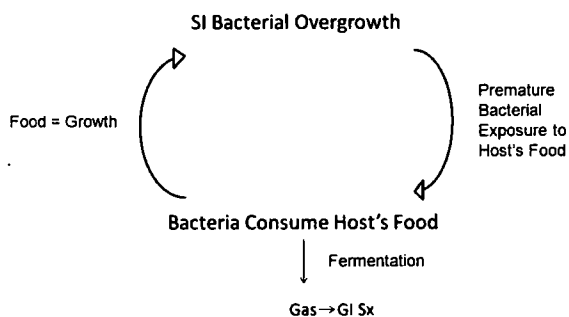 SI Bacterial Overgrowth
Food = Growth
Premature
Bacterial
Exposure to
Host's Food
Bacteria Consume Host's Food
Fermentation
Gas→GI Sx